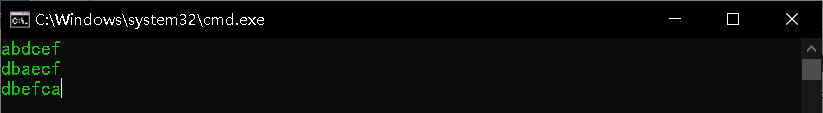 C:\Windows\system32\cmd.exe
abdcef
dbaecf
dbefca